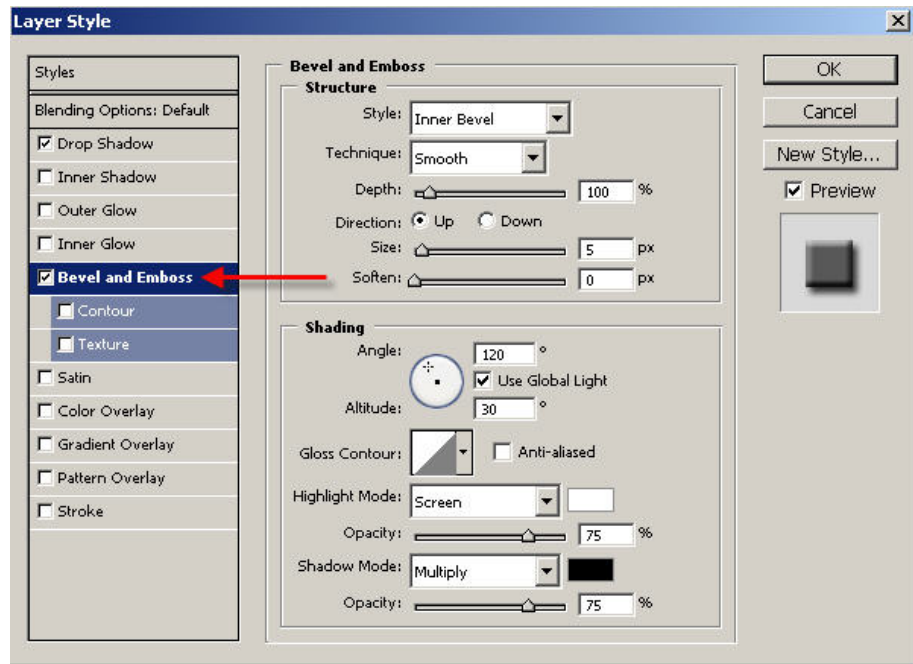 Layer Style
Styles
Blending Options: Default
Drop Shadow
Inner Shadow
Outer Glow
Inner Glow
Bevel and Emboss
Contour
Texture
Satin
Color Overlay
Gradient Overlay
Pattern Overlay
Stroke
Bevel and Emboss
Structure
Style: Inner Bevel
Technique: Smooth
Depth: 100 %
Direction: Up Down
Size: 5 px
Soften: 0 px
Shading
Angle: 120 °
Use Global Light
Altitude: 30 °
Gloss Contour: Anti-aliased
Highlight Mode: Screen
Opacity: 75 %
Shadow Mode: Multiply
Opacity: 75 %
OK
Cancel
New Style...
Preview